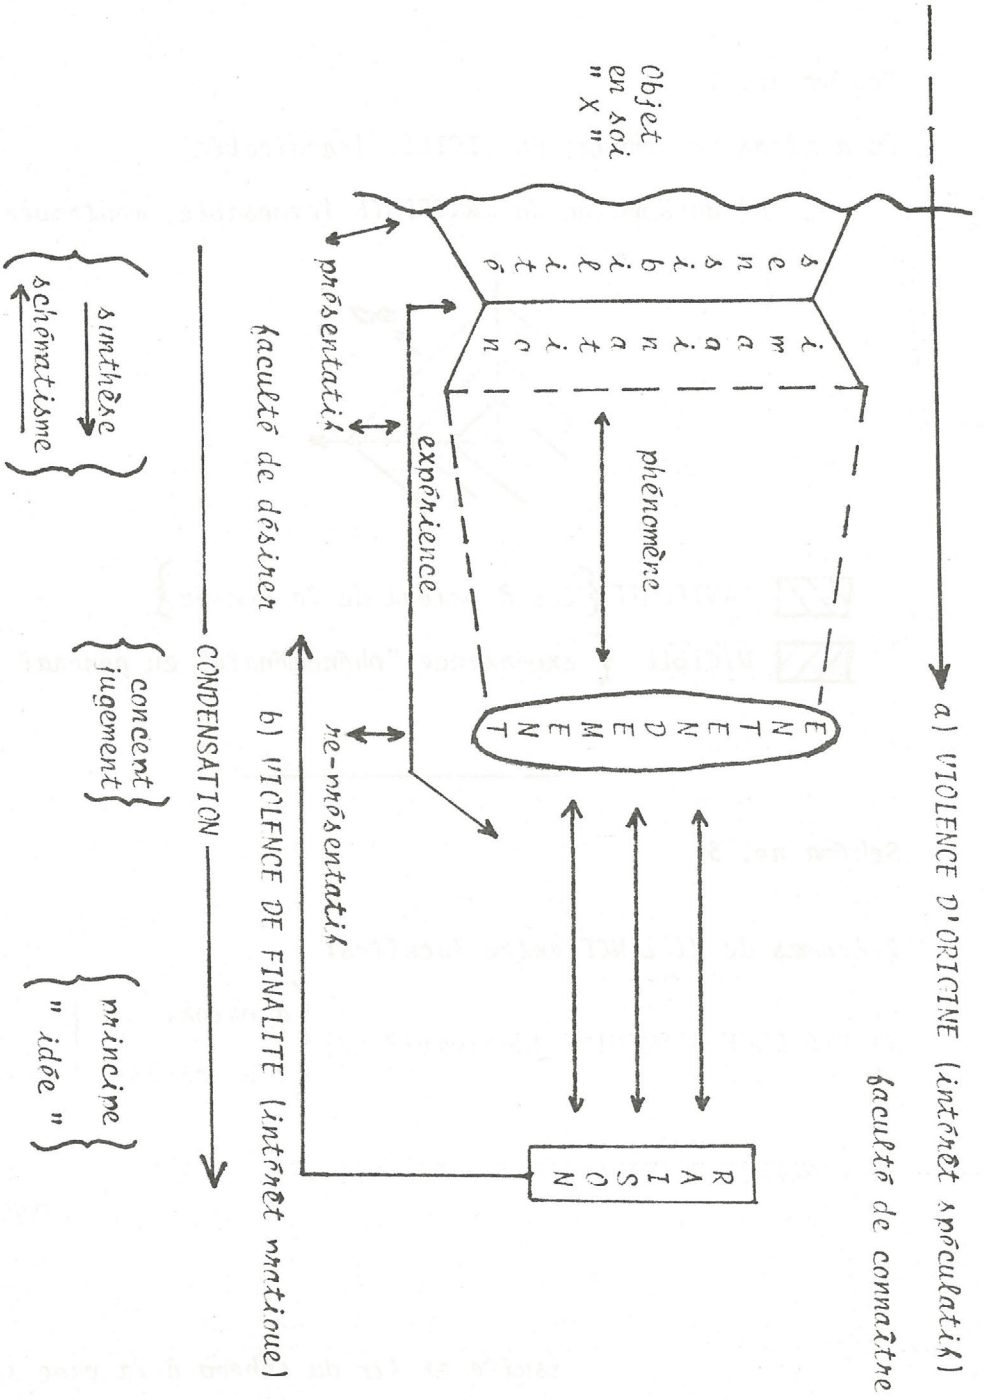 a) VIOLENCE D'ORIGINE (intérêt spéculatif)
faculté de connaître
Objet
en soi
" X "
sensibilité
imaginatic n
phénomène
ENTENDEMENT
RAISON
expérience
présentatif
re-présentatif
faculté de désirer
b) VIOLENCE DE FINALITE (intérêt pratique)
CONDENSATION
synthèse
schématisme
concept
jugement
principe
" idée "